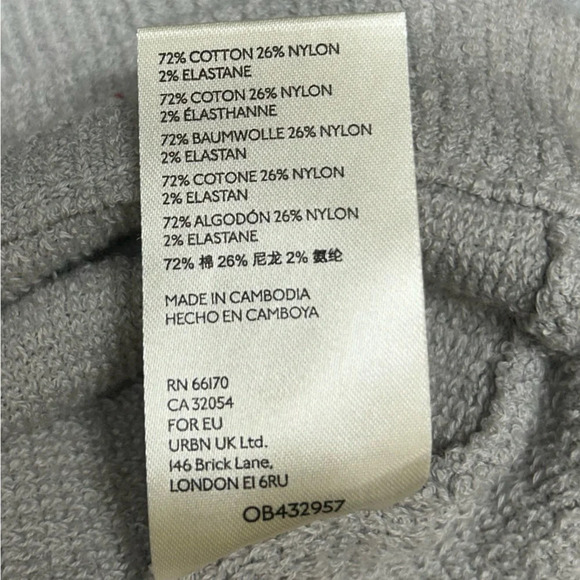 72% COTTON 26% NYLON
2% ELASTANE
72% COTON 26% NYLON
2% ÉLASTHANNE
72% BAUMWOLLE 26% NYLON
2% ELASTAN
72% COTONE 26% NYLON
2% ELASTAN
72% ALGODÓN 26% NYLON
2% ELASTANE
72% 棉 26% 尼龙 2% 氨纶
MADE IN CAMBODIA
HECHO EN CAMBOYA
RN 66170
CA 32054
FOR EU
URBN UK Ltd.
146 Brick Lane,
LONDON E1 6RU
OB432957